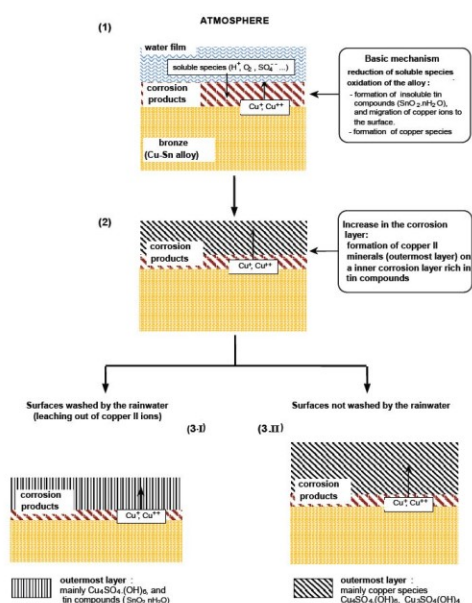 ATMOSPHERE
(1)
water film
soluble species (H⁺, O₂ , SO₄⁻⁻ ...)
corrosion
products
Cu⁺, Cu⁺⁺
bronze
(Cu-Sn alloy)
Basic mechanism
reduction of soluble species
oxidation of the alloy :
- formation of insoluble tin
compounds (SnO₂.nH₂O),
and migration of copper ions to
the surface.
- formation of copper species
(2)
corrosion
products
Cu⁺, Cu⁺⁺
Increase in the corrosion
layer:
formation of copper II
minerals (outermost layer) on
a inner corrosion layer rich in
tin compounds
Surfaces washed by the rainwater
(leaching out of copper II ions)
Surfaces not washed by the rainwater
(3-I)
(3.II)
corrosion
products
Cu⁺, Cu⁺⁺
corrosion
products
Cu⁺, Cu⁺⁺
outermost layer :
mainly Cu₄SO₄.(OH)₆, and
tin compounds (SnO₂.nH₂O)
outermost layer :
mainly copper species
Cu₄SO₄.(OH)₆, Cu₃SO₄(OH)₄